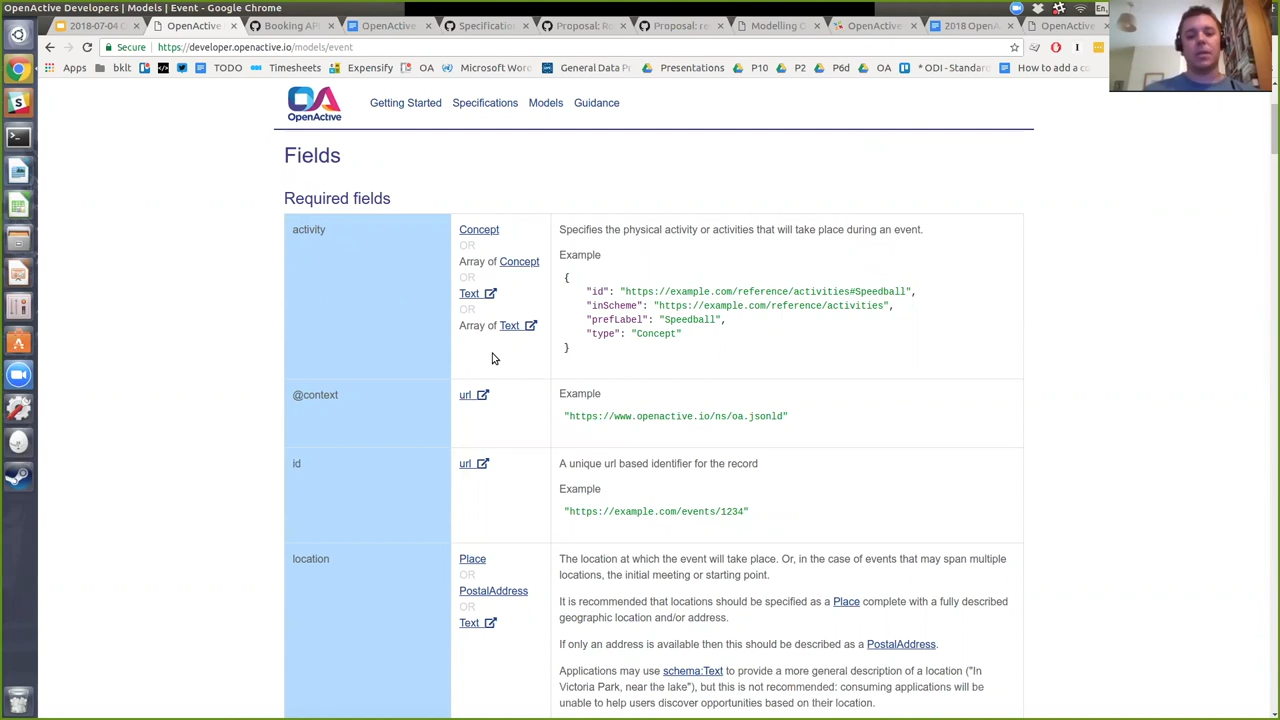 OpenActive Developers | Models | Event - Google Chrome
En
2018-07-04 C
OpenActive
Booking API
OpenActive
Specification
Proposal: Ro
Proposal: re
Modelling O
OpenActive
2018 OpenA
OpenActive
Secure
https://developer.openactive.io/models/event
Apps
bklt
TODO
Timesheets
Expensify
OA
Microsoft Word
General Data Pr
Presentations
P10
P2
P6d
OA
* ODI - Standard
How to add a co
OA
OpenActive
Getting Started
Specifications
Models
Guidance
Fields
Required fields
activity
Concept
OR
Array of Concept
OR
Text
OR
Array of Text
Specifies the physical activity or activities that will take place during an event.
Example
{
"id": "https://example.com/reference/activities#Speedball",
"inScheme": "https://example.com/reference/activities",
"prefLabel": "Speedball",
"type": "Concept"
}
@context
url
Example
"https://www.openactive.io/ns/oa.jsonld"
id
url
A unique url based identifier for the record
Example
"https://example.com/events/1234"
location
Place
OR
PostalAddress
OR
Text
The location at which the event will take place. Or, in the case of events that may span multiple
locations, the initial meeting or starting point.
It is recommended that locations should be specified as a Place complete with a fully described
geographic location and/or address.
If only an address is available then this should be described as a PostalAddress.
Applications may use schema:Text to provide a more general description of a location ("In
Victoria Park, near the lake"), but this is not recommended: consuming applications will be
unable to help users discover opportunities based on their location.